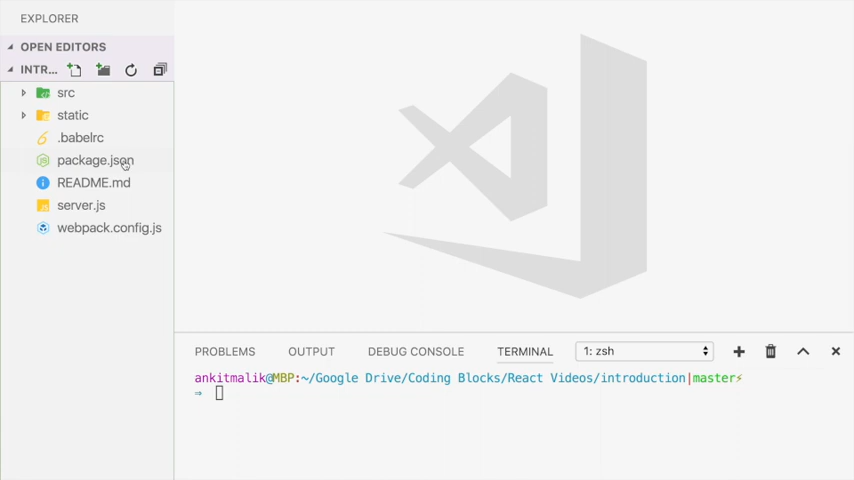 EXPLORER
OPEN EDITORS
INTR...
src
static
.babelrc
package.json
README.md
server.js
webpack.config.js
PROBLEMS OUTPUT DEBUG CONSOLE TERMINAL 1: zsh
ankitmalik@MBP:~/Google Drive/Coding Blocks/React Videos/introduction|master⚡
⇒